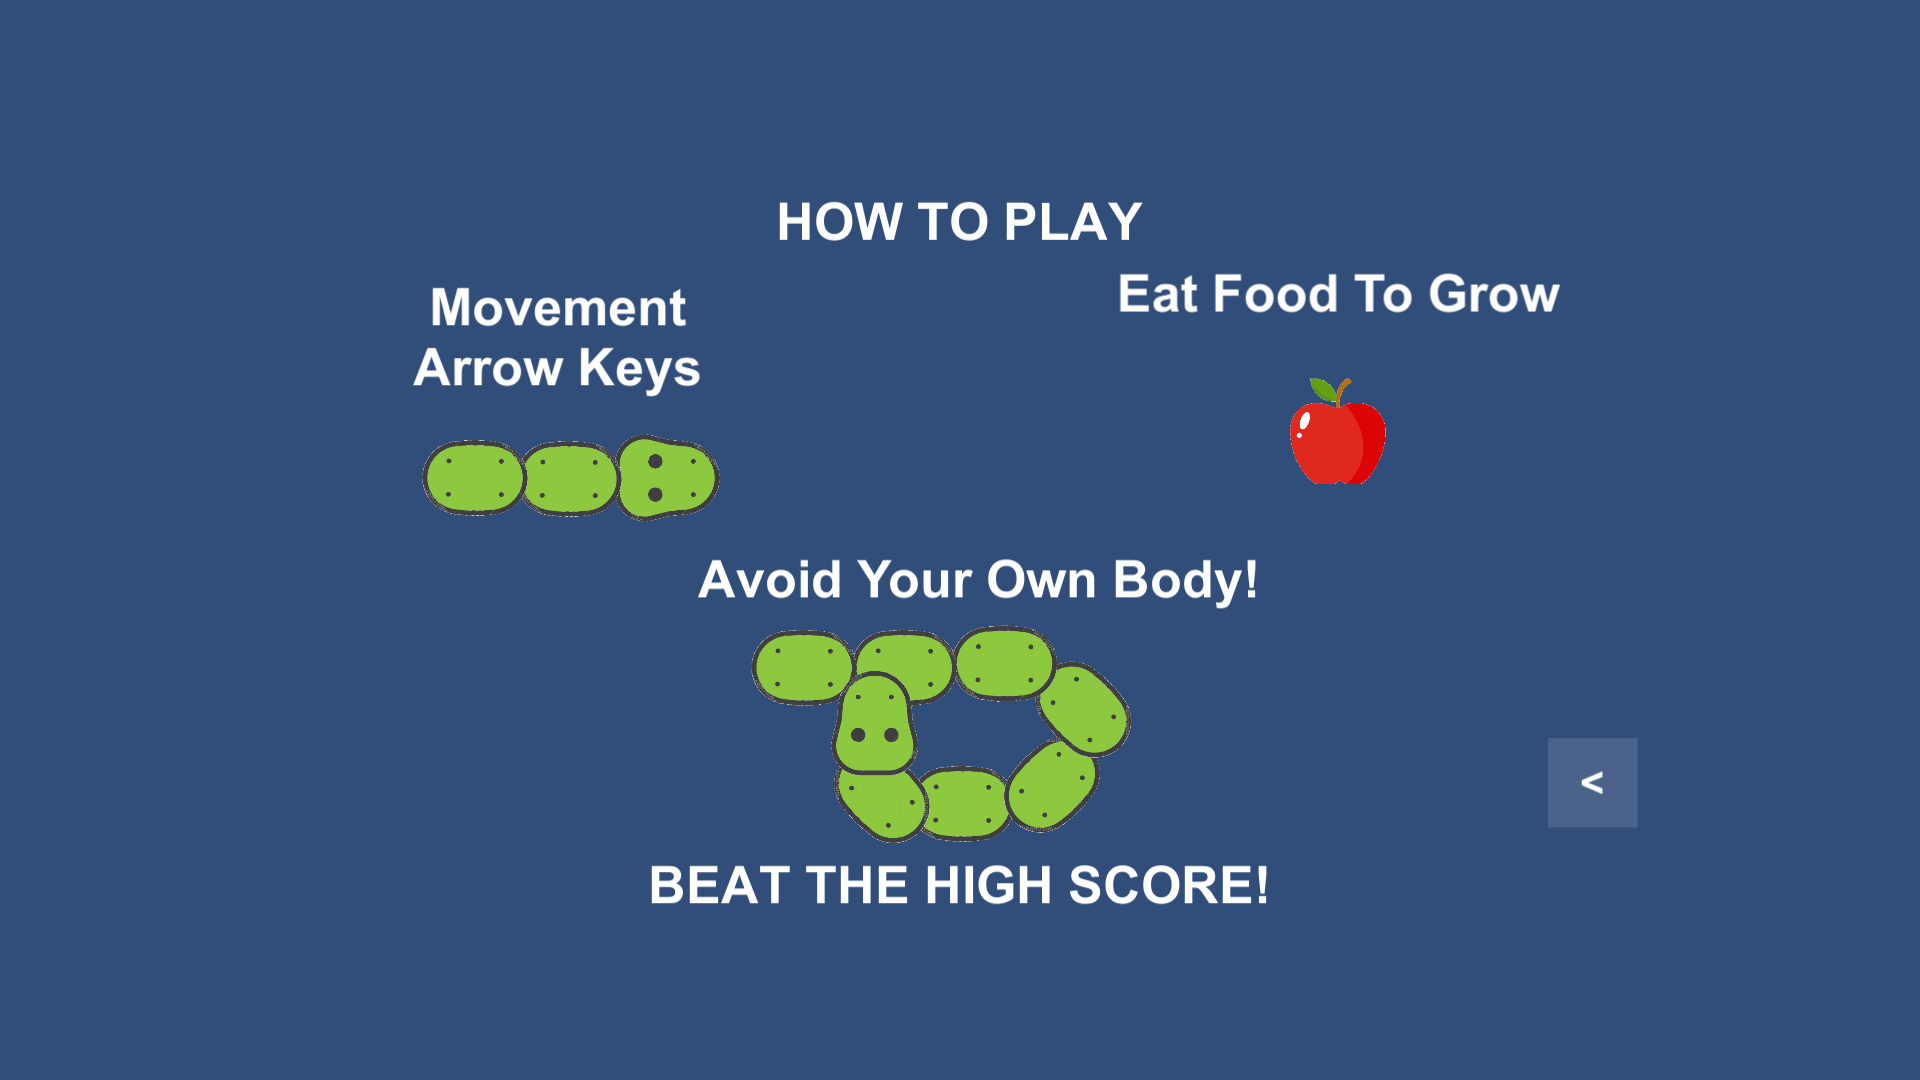 HOW TO PLAY
Movement
Arrow Keys
Eat Food To Grow
Avoid Your Own Body!
<
BEAT THE HIGH SCORE!